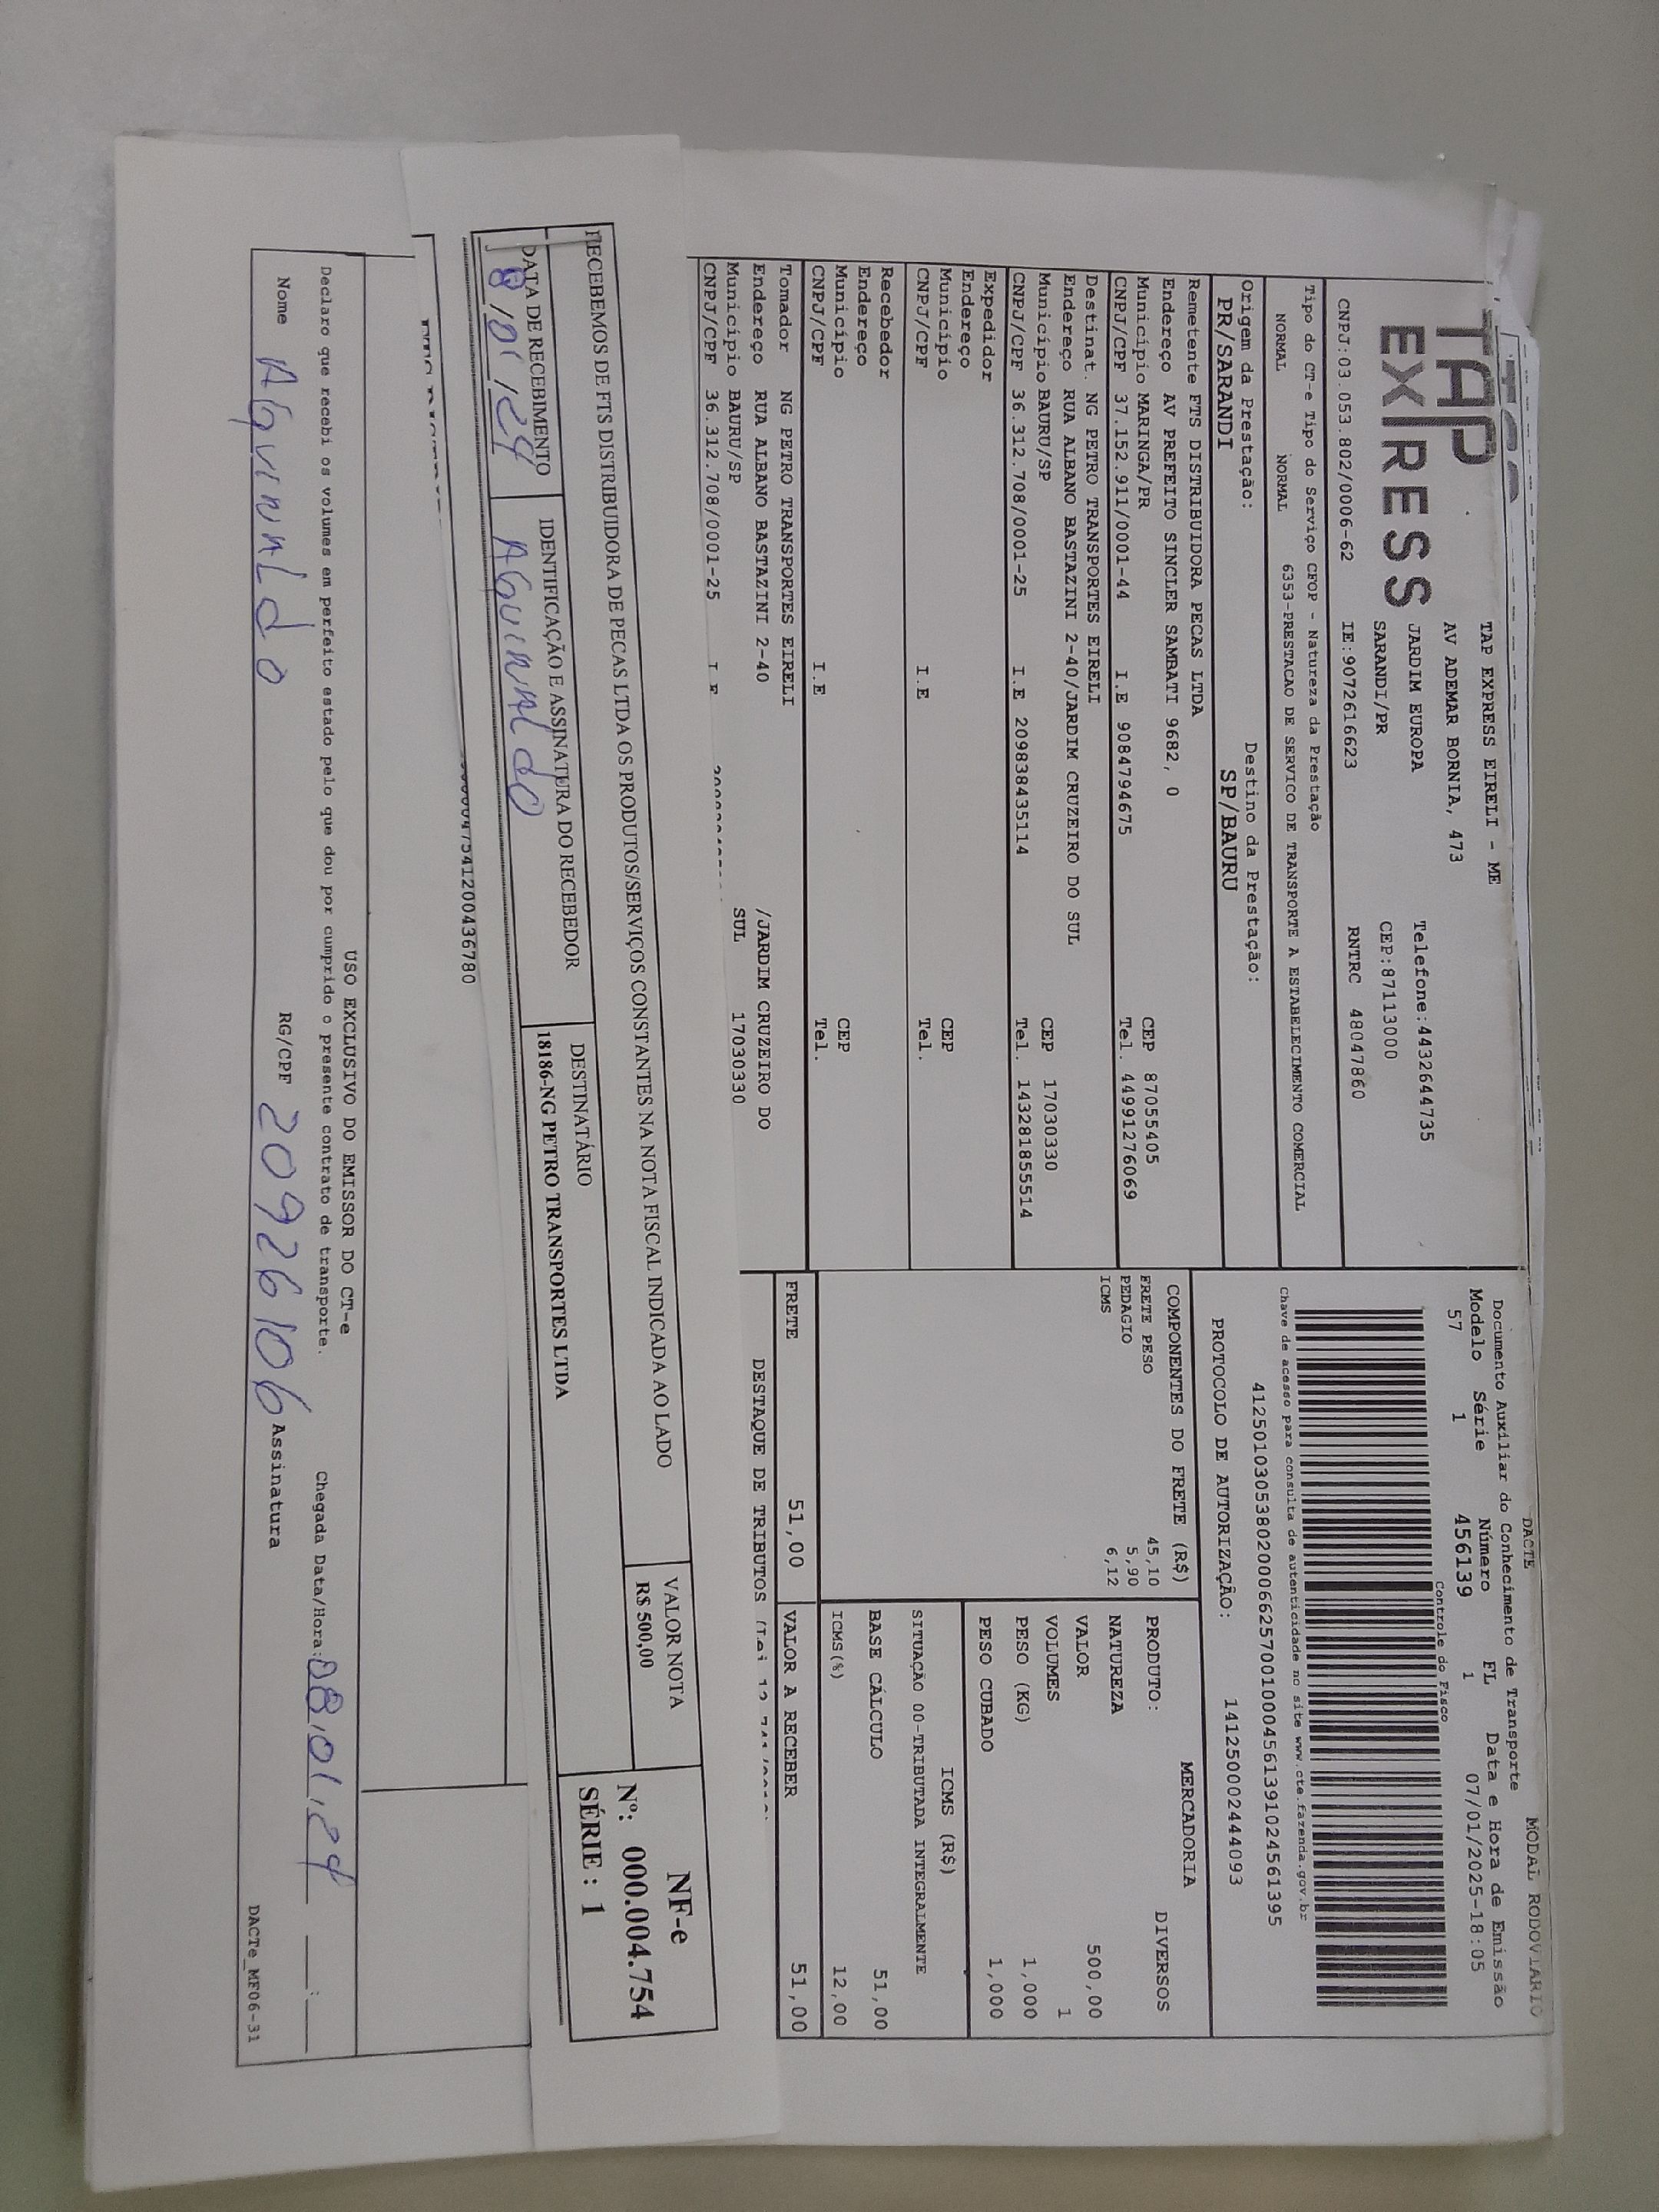 DACTE
MODAL RODOVIARIO
TAP
EXPRESS
TAP EXPRESS EIRELI - ME
AV ADEMAR BORNIA, 473
JARDIM EUROPA
SARANDI/PR
Telefone:4432644735
CEP:87113000
CNPJ:03.053.802/0006-62 IE:9072616623 RNTRC 48047860
Documento Auxiliar do Conhecimento de Transporte
Modelo Série Número FL Data e Hora de Emissão
57 1 456139 1 07/01/2025-18:05
Controle do Fisco
Chave de acesso para consulta de autenticidade no site www.cte.fazenda.gov.br
41250103053802000662570010004561391024561395
PROTOCOLO DE AUTORIZAÇÃO: 141250002444093
Tipo do CT-e Tipo do Serviço CFOP - Natureza da Prestação
NORMAL NORMAL 6353-PRESTACAO DE SERVICO DE TRANSPORTE A ESTABELECIMENTO COMERCIAL
Origem da Prestação: Destino da Prestação:
PR/SARANDI SP/BAURU
Remetente FTS DISTRIBUIDORA PECAS LTDA
Endereço AV PREFEITO SINCLER SAMBATI 9682, 0
Município MARINGA/PR CEP 87055405
CNPJ/CPF 37.152.911/0001-44 I.E 9084794675 Tel. 44991276069
Destinat. NG PETRO TRANSPORTES EIRELI
Endereço RUA ALBANO BASTAZINI 2-40/JARDIM CRUZEIRO DO SUL
Município BAURU/SP CEP 17030330
CNPJ/CPF 36.312.708/0001-25 I.E 209838435114 Tel. 1432818551​4
Expedidor
Endereço
Município CEP
CNPJ/CPF I.E Tel.
Recebedor
Endereço
Município CEP
CNPJ/CPF I.E Tel.
Tomador NG PETRO TRANSPORTES EIRELI
Endereço RUA ALBANO BASTAZINI 2-40 /JARDIM CRUZEIRO DO
Município BAURU/SP SUL 17030330
CNPJ/CPF 36.312.708/0001-25 I.E
COMPONENTES DO FRETE (R$)
FRETE PESO 45,10
PEDAGIO 5,90
ICMS 6,12
MERCADORIA
PRODUTO: DIVERSOS
NATUREZA
VALOR 500,00
VOLUMES 1
PESO (KG) 1,000
PESO CUBADO 1,000
ICMS (R$)
SITUAÇÃO 00-TRIBUTADA INTEGRALMENTE
BASE CÁLCULO 51,00
ICMS(%) 12,00
FRETE 51,00 VALOR A RECEBER 51,00
DESTAQUE DE TRIBUTOS
RECEBEMOS DE FTS DISTRIBUIDORA DE PECAS LTDA OS PRODUTOS/SERVIÇOS CONSTANTES NA NOTA FISCAL INDICADA AO LADO
VALOR NOTA
R$ 500,00
NF-e
Nº: 000.004.754
SÉRIE : 1
DATA DE RECEBIMENTO IDENTIFICAÇÃO E ASSINATURA DO RECEBEDOR DESTINATÁRIO
AGUINALdO 18186-NG PETRO TRANSPORTES LTDA
USO EXCLUSIVO DO EMISSOR DO CT-e
Declaro que recebi os volumes em perfeito estado pelo que dou por cumprido o presente contrato de transporte. Chegada Data/Hora: 08/01/24
Nome AGUINALdO RG/CPF 20926106 Assinatura
DACTe_MF06-31